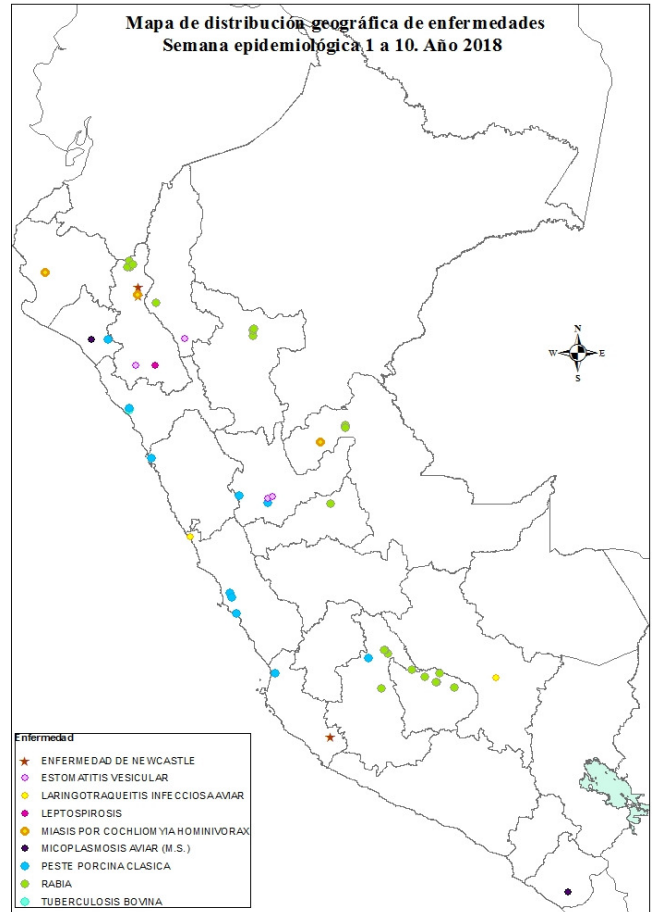 Mapa de distribución geográfica de enfermedades
Semana epidemiológica 1 a 10. Año 2018
N
W E
S
Enfermedad
ENFERMEDAD DE NEWCASTLE
ESTOMATITIS VESICULAR
LARINGOTRAQUEITIS INFECCIOSA AVIAR
LEPTOSPIROSIS
MIASIS POR COCHLIOMYIA HOMINIVORAX
MICOPLASMOSIS AVIAR (M.S.)
PESTE PORCINA CLASICA
RABIA
TUBERCULOSIS BOVINA